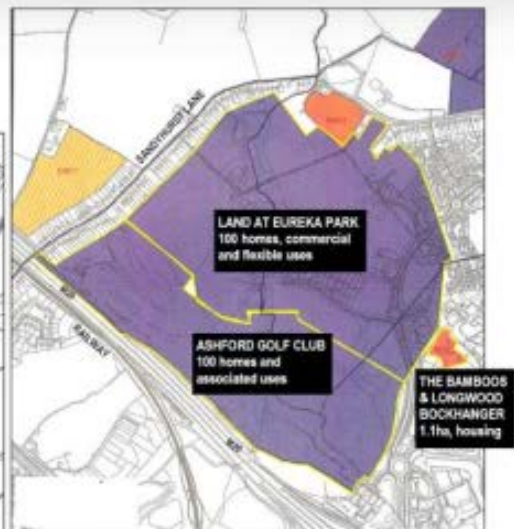 SANDYHURST LANE
LAND AT EUREKA PARK
100 homes, commercial
and flexible uses
ASHFORD GOLF CLUB
100 homes and
associated uses
M20
RAILWAY
M20
THE BAMBOOS
& LONGWOOD
BOCKHANGER
1.1ha, housing